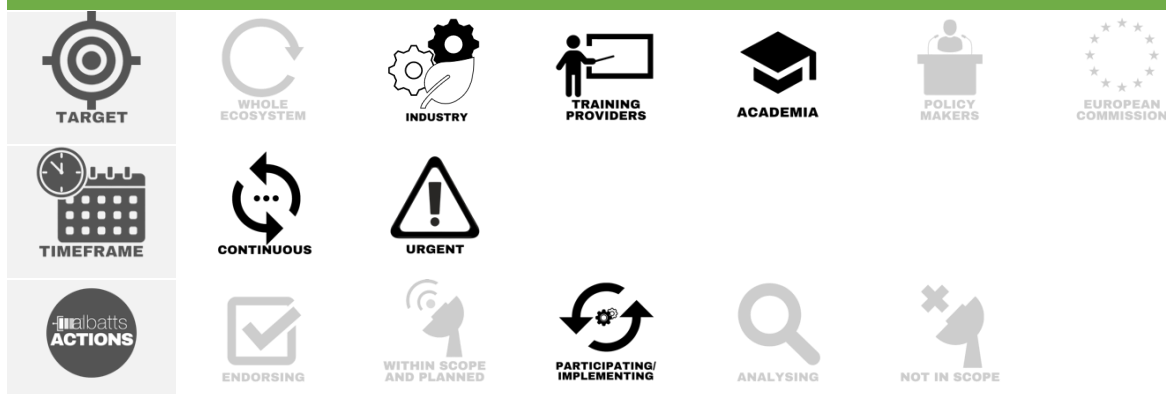 TARGET
WHOLE
ECOSYSTEM
INDUSTRY
TRAINING
PROVIDERS
ACADEMIA
POLICY
MAKERS
EUROPEAN
COMMISSION
TIMEFRAME
CONTINUOUS
URGENT
albatts
ACTIONS
ENDORSING
WITHIN SCOPE
AND PLANNED
PARTICIPATING/
IMPLEMENTING
ANALYSING
NOT IN SCOPE